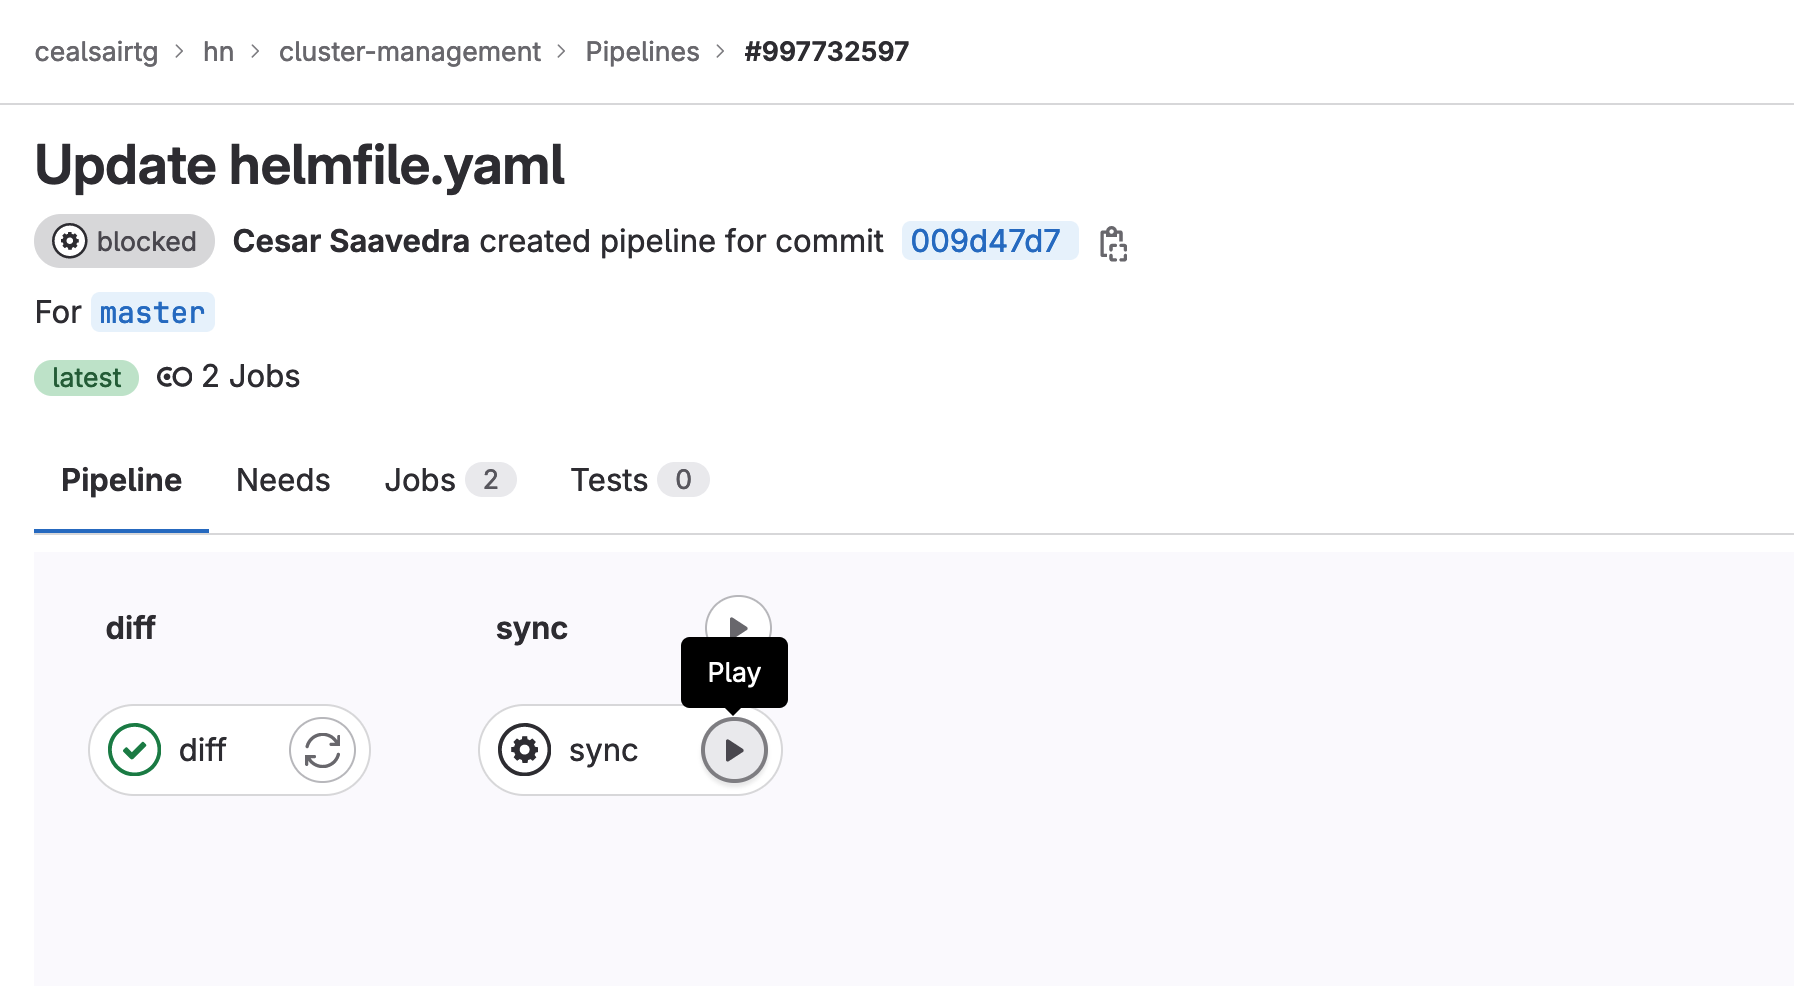 cealsairtg > hn > cluster-management > Pipelines > #997732597
Update helmfile.yaml
blocked Cesar Saavedra created pipeline for commit 009d47d7
For master
latest 2 Jobs
Pipeline Needs Jobs 2 Tests 0
diff sync
Play
diff sync